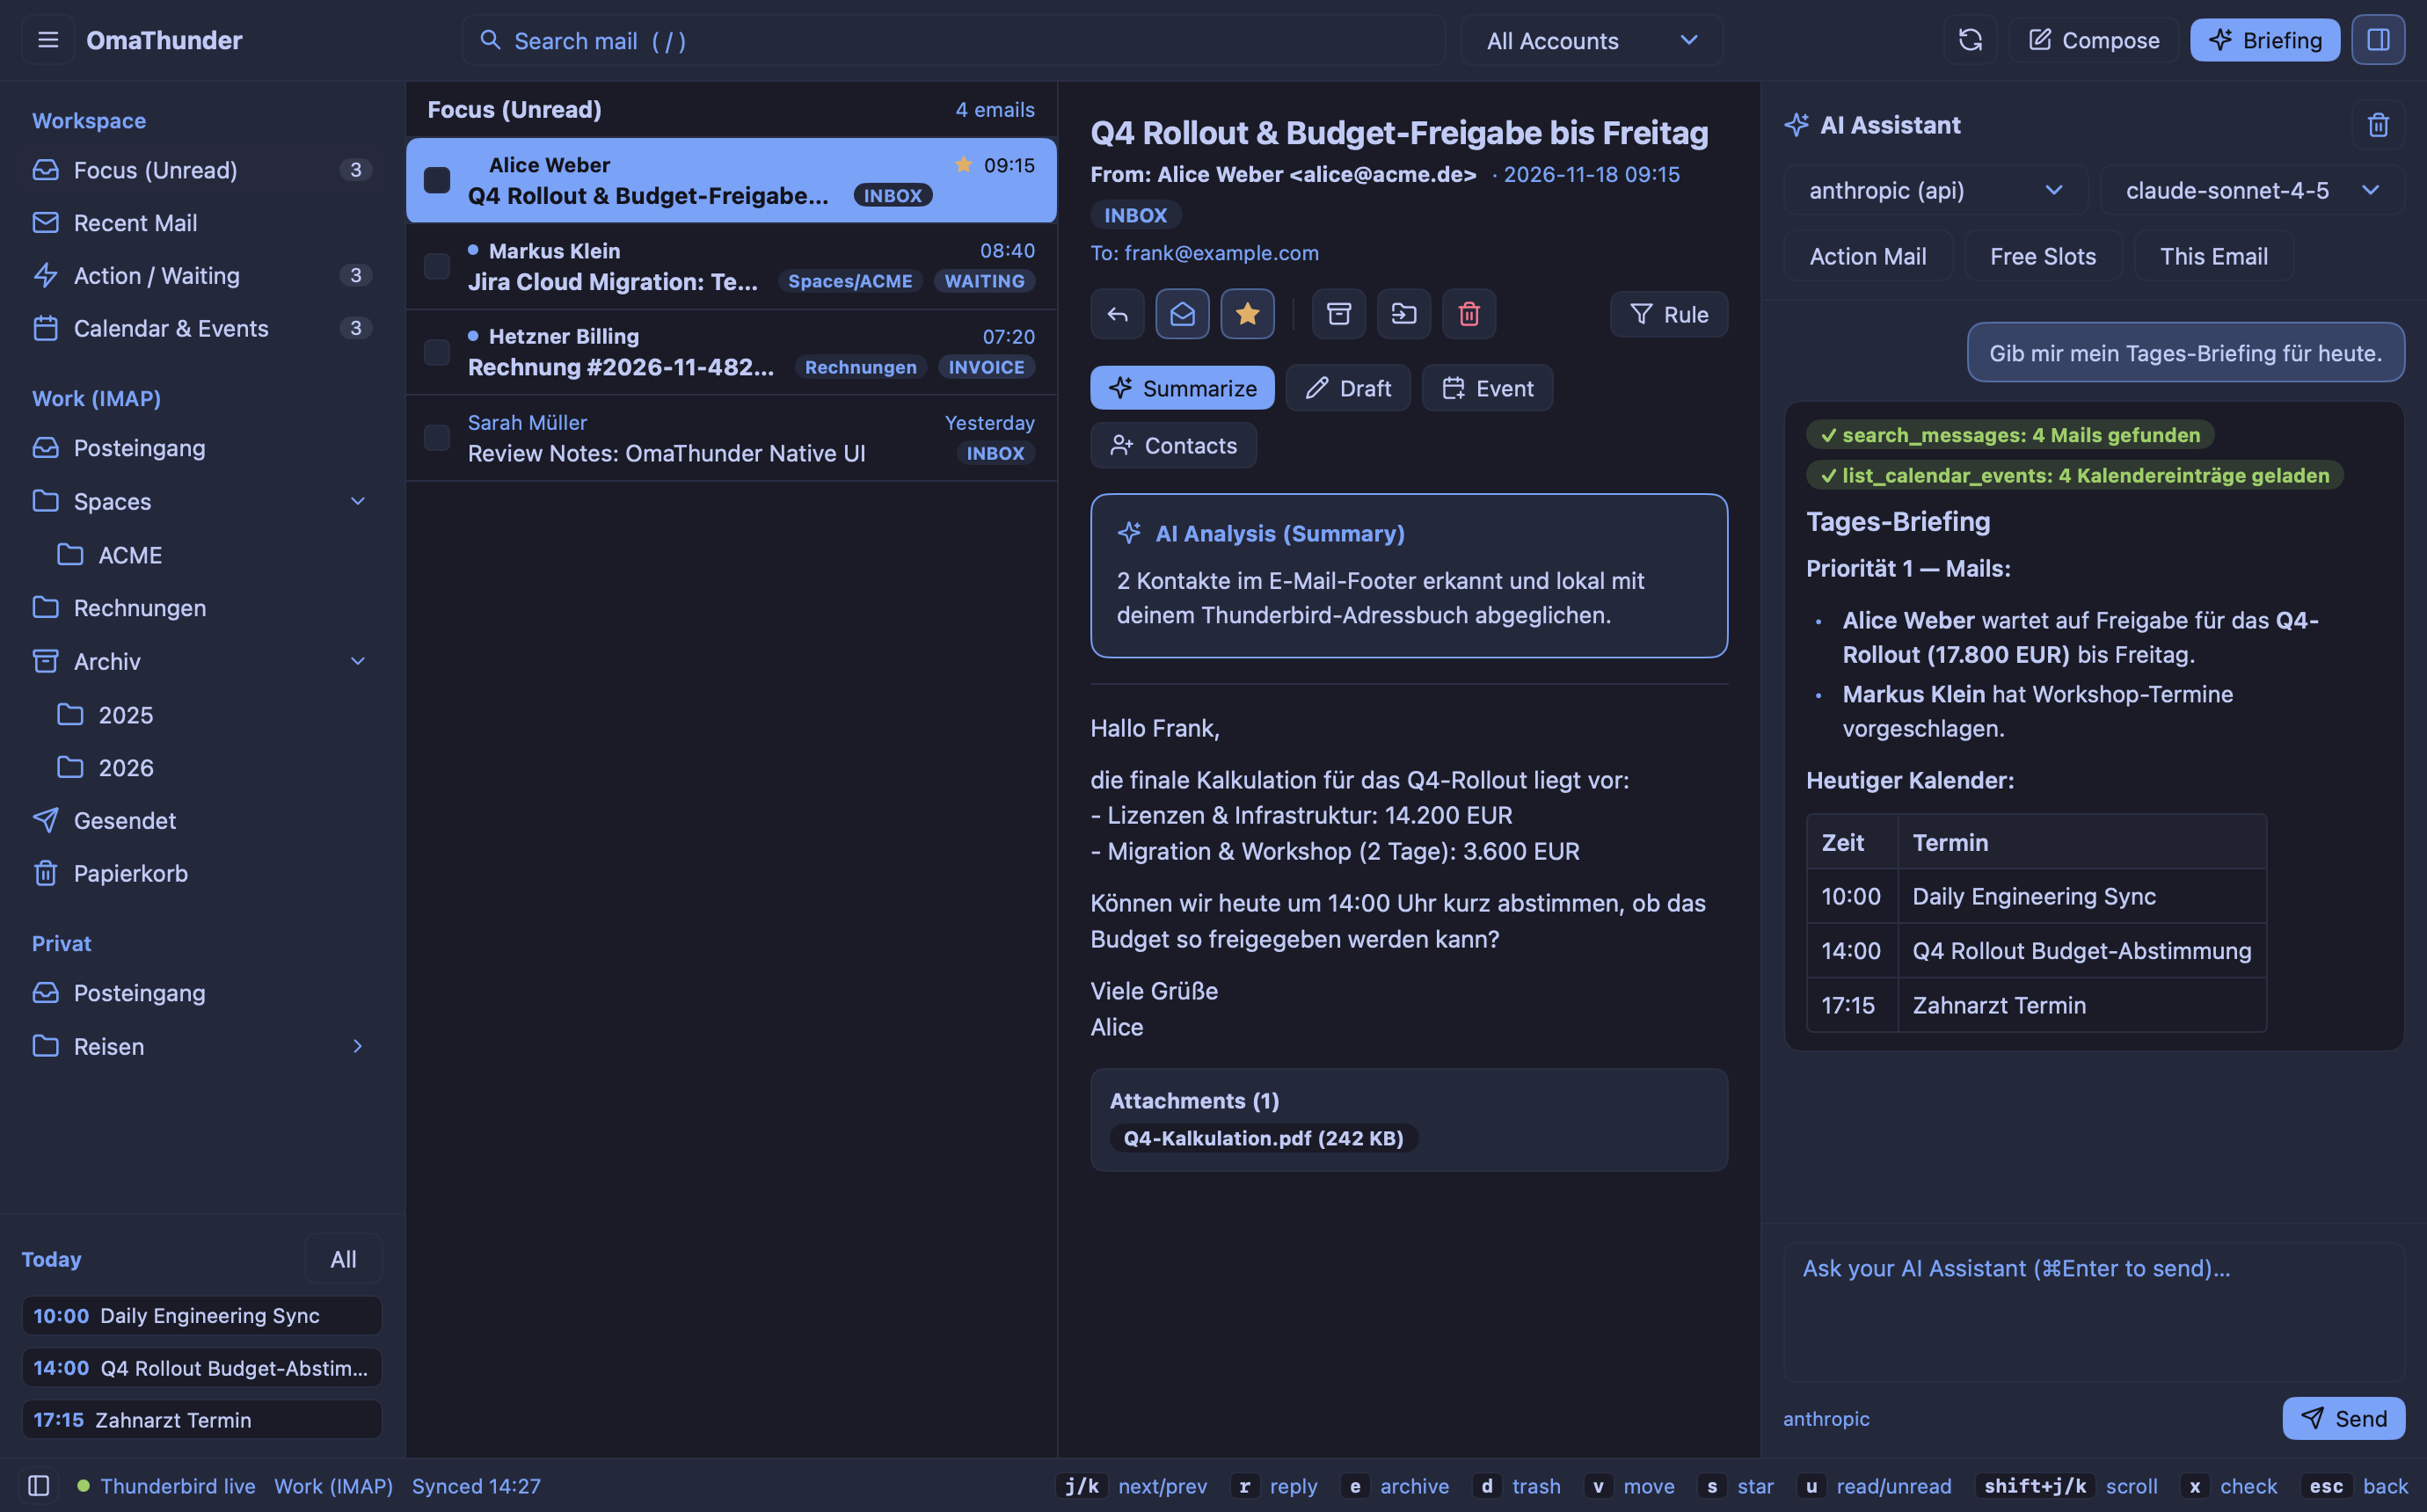 OmaThunder
Search mail ( / )
All Accounts
Compose
Briefing
Workspace
Focus (Unread) 3
Recent Mail
Action / Waiting 3
Calendar & Events 3
Work (IMAP)
Posteingang
Spaces
ACME
Rechnungen
Archiv
2025
2026
Gesendet
Papierkorb
Privat
Posteingang
Reisen
Today All
10:00 Daily Engineering Sync
14:00 Q4 Rollout Budget-Abstim...
17:15 Zahnarzt Termin
Focus (Unread) 4 emails
Alice Weber 09:15
Q4 Rollout & Budget-Freigabe... INBOX
Markus Klein 08:40
Jira Cloud Migration: Te... Spaces/ACME WAITING
Hetzner Billing 07:20
Rechnung #2026-11-482... Rechnungen INVOICE
Sarah Müller Yesterday
Review Notes: OmaThunder Native UI INBOX
Q4 Rollout & Budget-Freigabe bis Freitag
From: Alice Weber <alice@acme.de> · 2026-11-18 09:15
INBOX
To: frank@example.com
Rule
Summarize Draft Event
Contacts
AI Analysis (Summary)
2 Kontakte im E-Mail-Footer erkannt und lokal mit
deinem Thunderbird-Adressbuch abgeglichen.
Hallo Frank,
die finale Kalkulation für das Q4-Rollout liegt vor:
- Lizenzen & Infrastruktur: 14.200 EUR
- Migration & Workshop (2 Tage): 3.600 EUR
Können wir heute um 14:00 Uhr kurz abstimmen, ob das
Budget so freigegeben werden kann?
Viele Grüße
Alice
Attachments (1)
Q4-Kalkulation.pdf (242 KB)
AI Assistant
anthropic (api) claude-sonnet-4-5
Action Mail Free Slots This Email
Gib mir mein Tages-Briefing für heute.
✓ search_messages: 4 Mails gefunden
✓ list_calendar_events: 4 Kalendereinträge geladen
Tages-Briefing
Priorität 1 — Mails:
• Alice Weber wartet auf Freigabe für das Q4-
Rollout (17.800 EUR) bis Freitag.
• Markus Klein hat Workshop-Termine
vorgeschlagen.
Heutiger Kalender:
Zeit Termin
10:00 Daily Engineering Sync
14:00 Q4 Rollout Budget-Abstimmung
17:15 Zahnarzt Termin
Ask your AI Assistant (⌘Enter to send)...
anthropic Send
Thunderbird live Work (IMAP) Synced 14:27
j/k next/prev r reply e archive d trash v move s star u read/unread shift+j/k scroll x check esc back